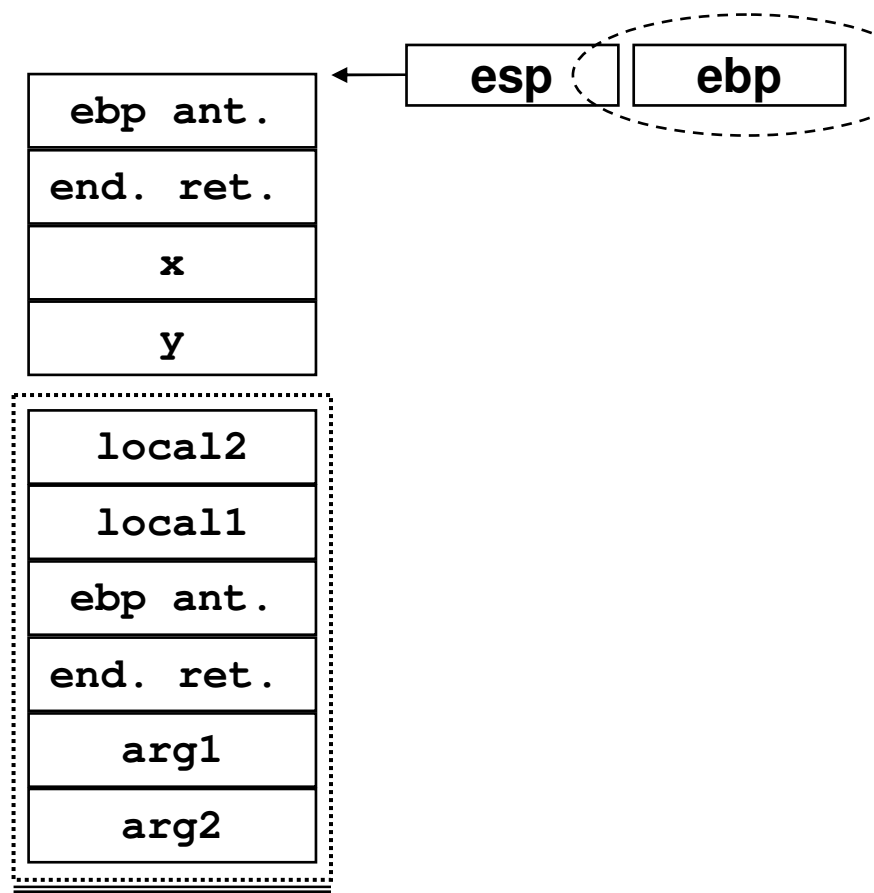 esp ebp
ebp ant.
end. ret.
x
y
local2
local1
ebp ant.
end. ret.
arg1
arg2